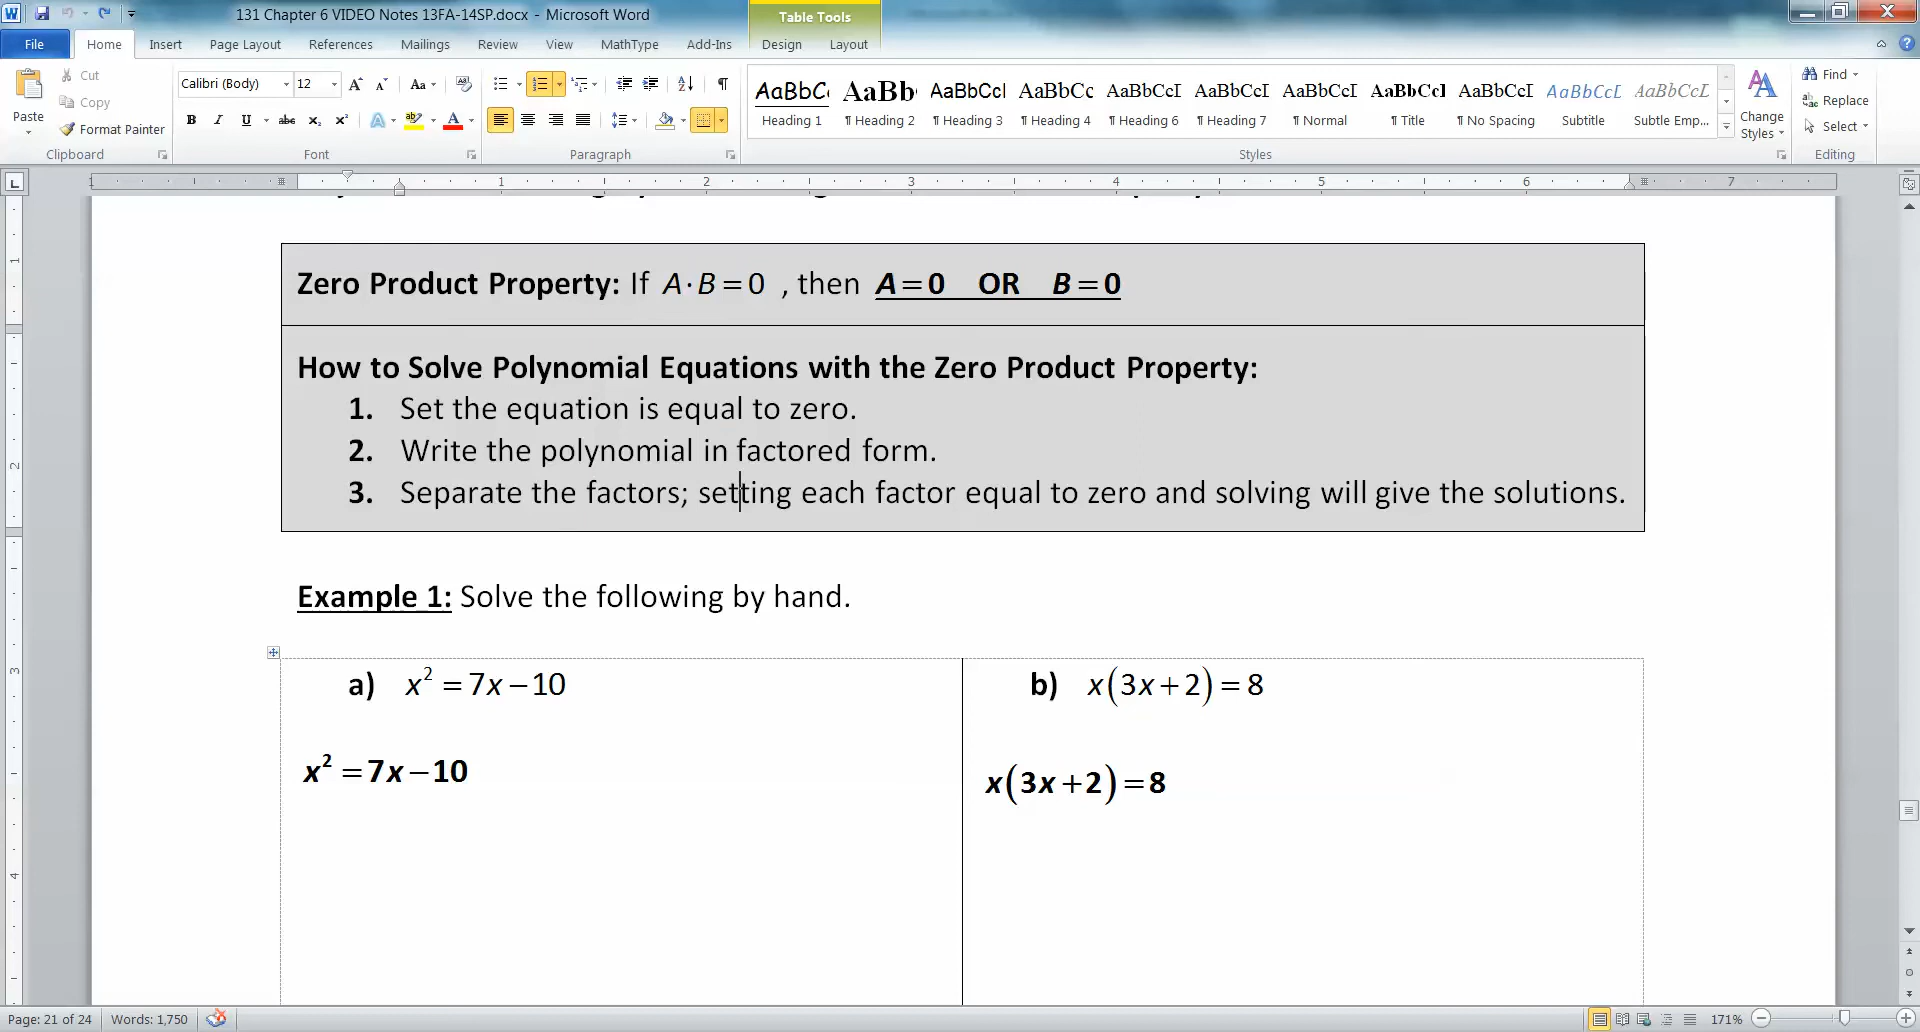 131 Chapter 6 VIDEO Notes 13FA-14SP.docx - Microsoft Word
Table Tools
File Home Insert Page Layout References Mailings Review View MathType Add-Ins Design Layout
Paste
Cut
Copy
Format Painter
Calibri (Body) 12
AaBbC AaBb AaBbCcI AaBbCc AaBbCcI AaBbCcI AaBbCcI AaBbCcI AaBbCcI AaBbCcL AaBbCcL
Heading 1 ¶ Heading 2 ¶ Heading 3 ¶ Heading 4 ¶ Heading 6 ¶ Heading 7 ¶ Normal ¶ Title ¶ No Spacing Subtitle Subtle Emp...
Change
Styles
Find
Replace
Select
Clipboard Font Paragraph Styles Editing
Zero Product Property: If A·B=0 , then A=0 OR B=0
How to Solve Polynomial Equations with the Zero Product Property:
1. Set the equation is equal to zero.
2. Write the polynomial in factored form.
3. Separate the factors; setting each factor equal to zero and solving will give the solutions.
Example 1: Solve the following by hand.
a) x² = 7x – 10
b) x(3x + 2) = 8
x² = 7x – 10
x(3x + 2) = 8
Page: 21 of 24 Words: 1,750 171%